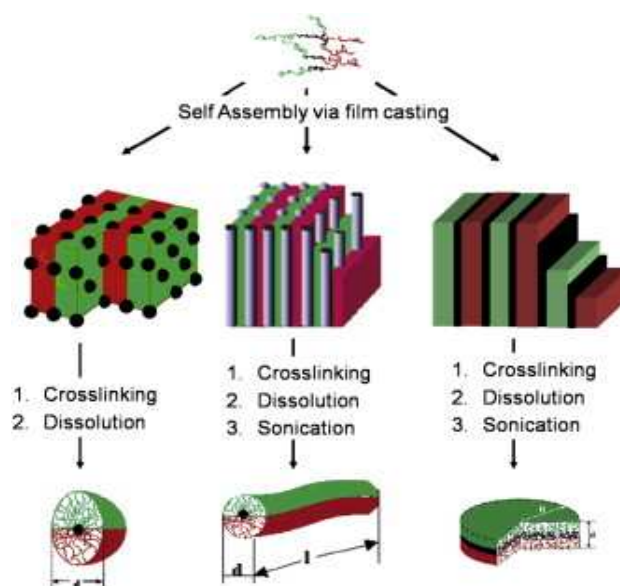 Self Assembly via film casting
1. Crosslinking
2. Dissolution
1. Crosslinking
2. Dissolution
3. Sonication
1. Crosslinking
2. Dissolution
3. Sonication
d
l